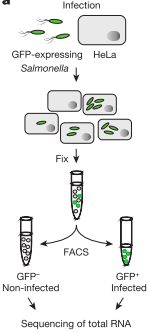 a
Infection
GFP-expressing HeLa
Salmonella
Fix
FACS
GFP⁻ GFP⁺
Non-infected Infected
Sequencing of total RNA